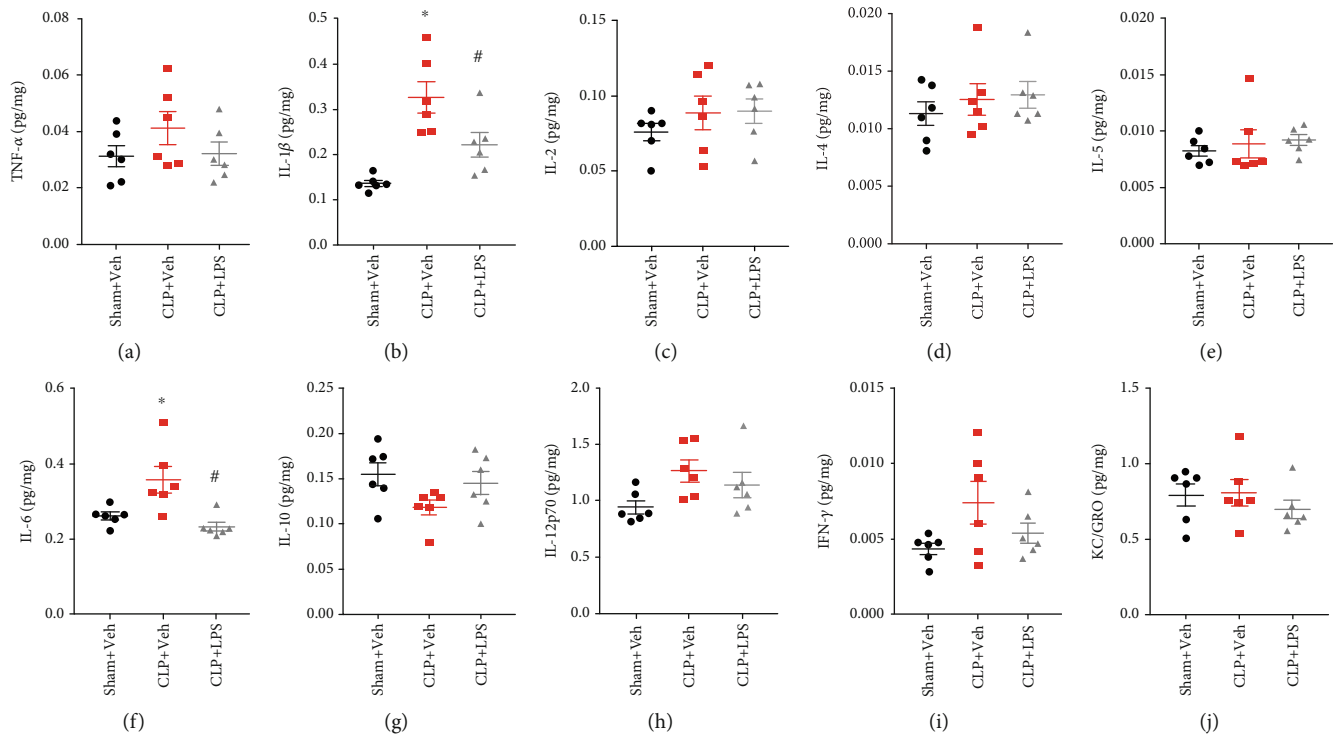 TNF-α (pg/mg)
0.08
0.06
0.04
0.02
0.00
Sham+Veh
CLP+Veh
CLP+LPS
(a)
IL-1β (pg/mg)
0.5
0.4
0.3
0.2
0.1
0.0
*
#
Sham+Veh
CLP+Veh
CLP+LPS
(b)
IL-2 (pg/mg)
0.15
0.10
0.05
0.00
Sham+Veh
CLP+Veh
CLP+LPS
(c)
IL-4 (pg/mg)
0.020
0.015
0.010
0.005
0.000
Sham+Veh
CLP+Veh
CLP+LPS
(d)
IL-5 (pg/mg)
0.020
0.015
0.010
0.005
0.000
Sham+Veh
CLP+Veh
CLP+LPS
(e)
IL-6 (pg/mg)
0.6
0.4
0.2
0.0
*
#
Sham+Veh
CLP+Veh
CLP+LPS
(f)
IL-10 (pg/mg)
0.25
0.20
0.15
0.10
0.05
0.00
Sham+Veh
CLP+Veh
CLP+LPS
(g)
IL-12p70 (pg/mg)
2.0
1.5
1.0
0.5
0.0
Sham+Veh
CLP+Veh
CLP+LPS
(h)
IFN-γ (pg/mg)
0.015
0.010
0.005
0.000
Sham+Veh
CLP+Veh
CLP+LPS
(i)
KC/GRO (pg/mg)
1.5
1.0
0.5
0.0
Sham+Veh
CLP+Veh
CLP+LPS
(j)